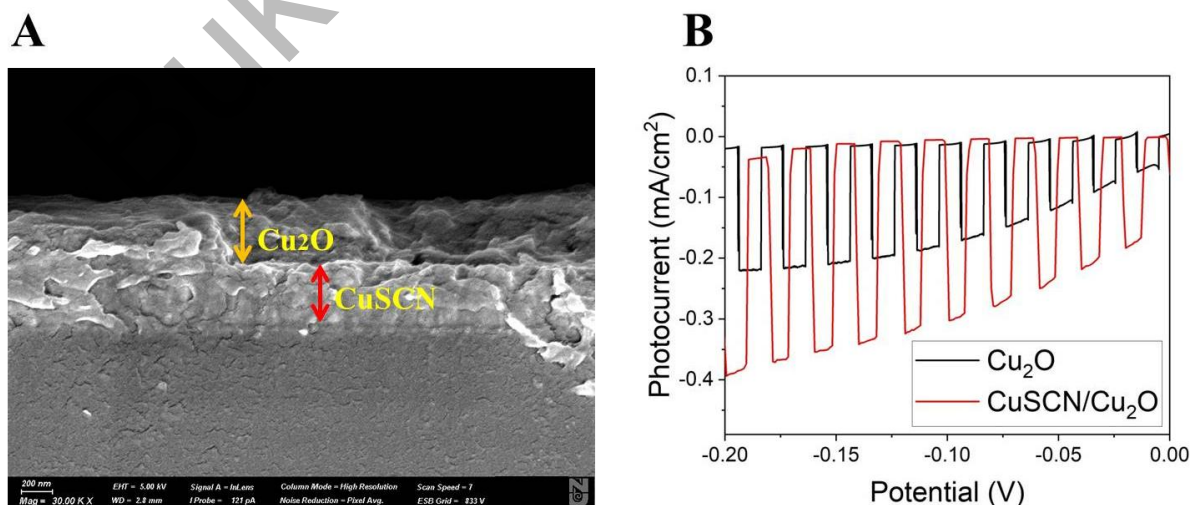 A
B
Cu₂O
CuSCN
200 nm
Mag = 30.00 K X
EHT = 5.00 kV
WD = 2.8 mm
Signal A = InLens
I Probe = 121 pA
Column Mode = High Resolution
Noise Reduction = Pixel Avg.
Scan Speed = 7
ESB Grid = 833 V
Photocurrent (mA/cm²)
0.1
0.0
-0.1
-0.2
-0.3
-0.4
Cu₂O
CuSCN/Cu₂O
-0.20
-0.15
-0.10
-0.05
0.00
Potential (V)